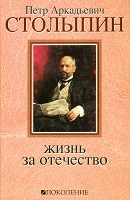 Петр Аркадьевич
СТОЛЫПИН
жизнь
за отечество
ПОКОЛЕНИЕ